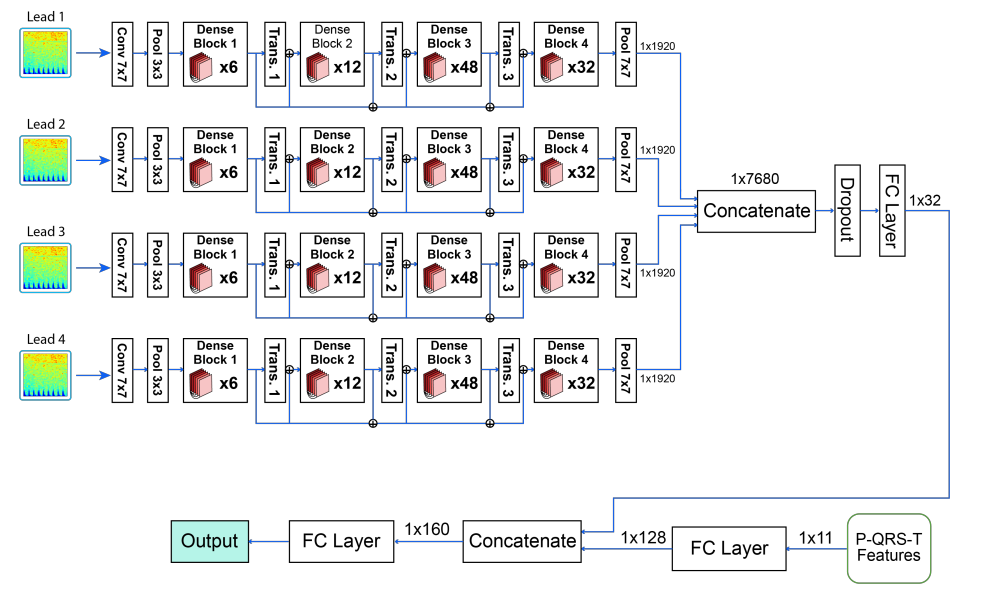 Lead 1
Conv 7x7
Pool 3x3
Dense
Block 1
x6
Trans. 1
Dense
Block 2
x12
Trans. 2
Dense
Block 3
x48
Trans. 3
Dense
Block 4
x32
Pool 7x7
1x1920
Lead 2
Conv 7x7
Pool 3x3
Dense
Block 1
x6
Trans. 1
Dense
Block 2
x12
Trans. 2
Dense
Block 3
x48
Trans. 3
Dense
Block 4
x32
Pool 7x7
1x1920
Lead 3
Conv 7x7
Pool 3x3
Dense
Block 1
x6
Trans. 1
Dense
Block 2
x12
Trans. 2
Dense
Block 3
x48
Trans. 3
Dense
Block 4
x32
Pool 7x7
1x1920
Lead 4
Conv 7x7
Pool 3x3
Dense
Block 1
x6
Trans. 1
Dense
Block 2
x12
Trans. 2
Dense
Block 3
x48
Trans. 3
Dense
Block 4
x32
Pool 7x7
1x1920
1x7680
Concatenate
Dropout
FC Layer
1x32
P-QRS-T
Features
1x11
FC Layer
1x128
Concatenate
1x160
FC Layer
Output